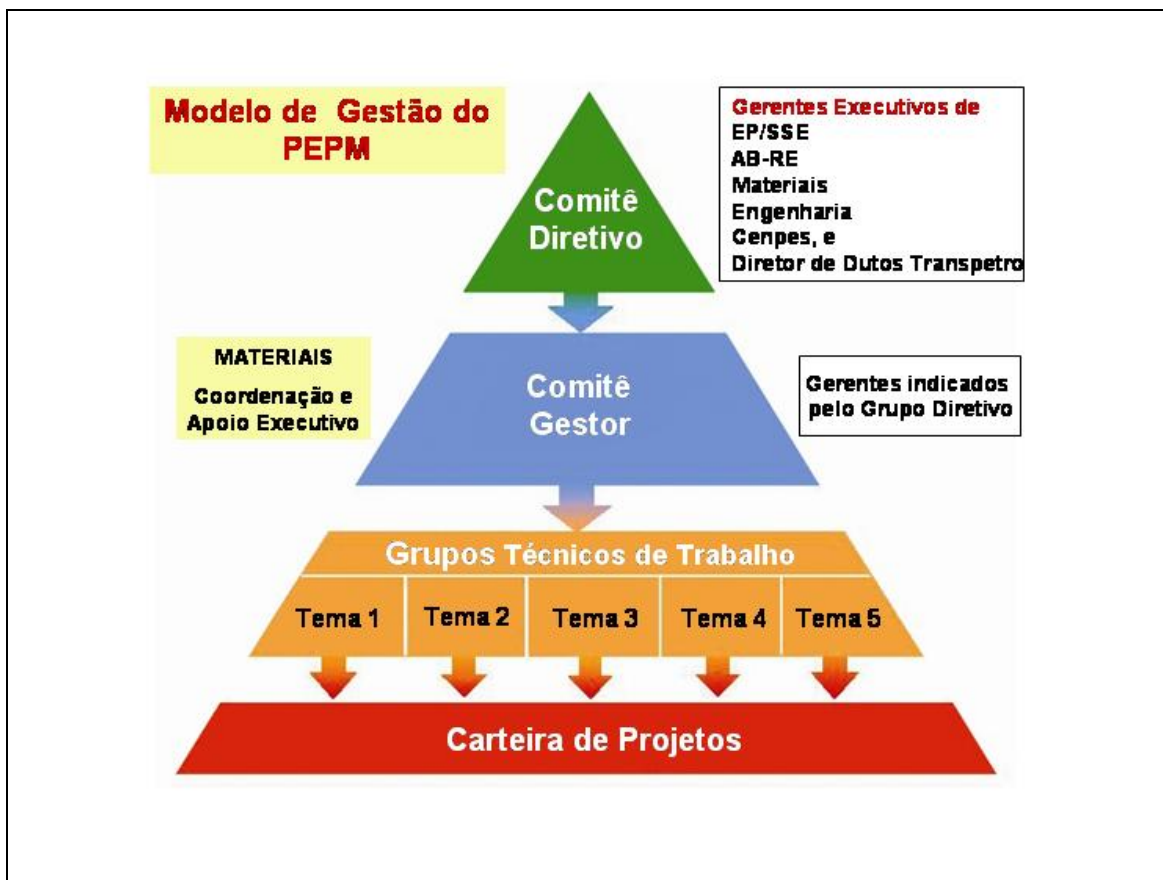 Modelo de Gestão do
PEPM
Gerentes Executivos de
EP/SSE
AB-RE
Materiais
Engenharia
Cenpes, e
Diretor de Dutos Transpetro
Comitê
Diretivo
MATERIAIS
Coordenação e
Apoio Executivo
Comitê
Gestor
Gerentes indicados
pelo Grupo Diretivo
Grupos Técnicos de Trabalho
Tema 1
Tema 2
Tema 3
Tema 4
Tema 5
Carteira de Projetos